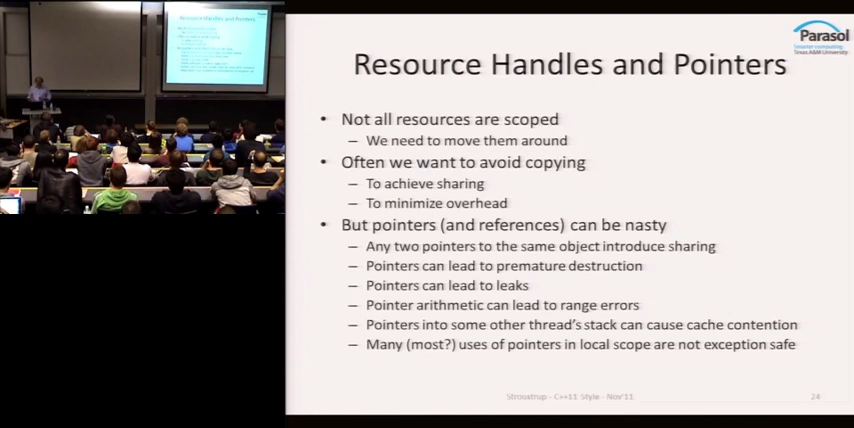 Parasol
Smarter computing.
Texas A&M University
Resource Handles and Pointers
• Not all resources are scoped
– We need to move them around
• Often we want to avoid copying
– To achieve sharing
– To minimize overhead
• But pointers (and references) can be nasty
– Any two pointers to the same object introduce sharing
– Pointers can lead to premature destruction
– Pointers can lead to leaks
– Pointer arithmetic can lead to range errors
– Pointers into some other thread's stack can cause cache contention
– Many (most?) uses of pointers in local scope are not exception safe
Stroustrup - C++11 Style - Nov'11
24